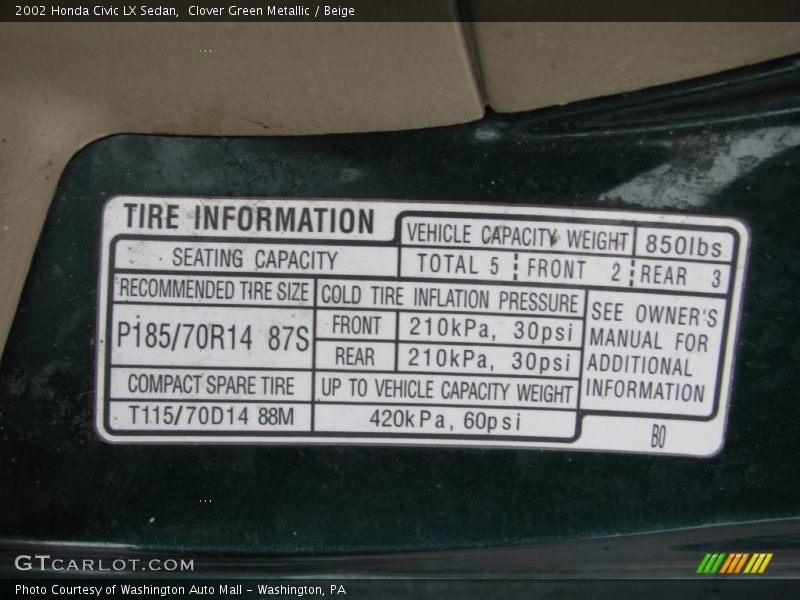 2002 Honda Civic LX Sedan,  Clover Green Metallic / Beige
TIRE INFORMATION
VEHICLE CAPACITY WEIGHT 850lbs
SEATING CAPACITY TOTAL 5 FRONT 2 REAR 3
RECOMMENDED TIRE SIZE COLD TIRE INFLATION PRESSURE
P185/70R14 87S
FRONT 210kPa, 30psi
REAR 210kPa, 30psi
SEE OWNER'S
MANUAL FOR
ADDITIONAL
INFORMATION
COMPACT SPARE TIRE UP TO VEHICLE CAPACITY WEIGHT
T115/70D14 88M 420kPa, 60psi
B0
GTCARLOT.COM
Photo Courtesy of Washington Auto Mall - Washington, PA